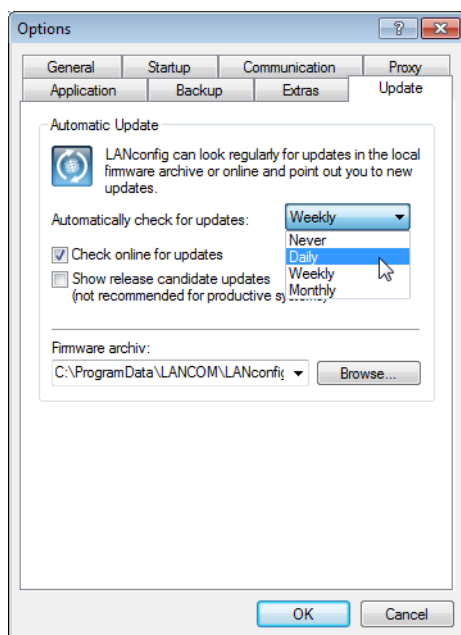 Options
General Startup Communication Proxy
Application Backup Extras Update
Automatic Update
LANconfig can look regularly for updates in the local
firmware archive or online and point out you to new
updates.
Automatically check for updates: Weekly
Never
Check online for updates Daily
Weekly
Show release candidate updates Monthly
(not recommended for productive
Firmware archiv:
C:\ProgramData\LANCOM\LANconfig Browse...
OK Cancel